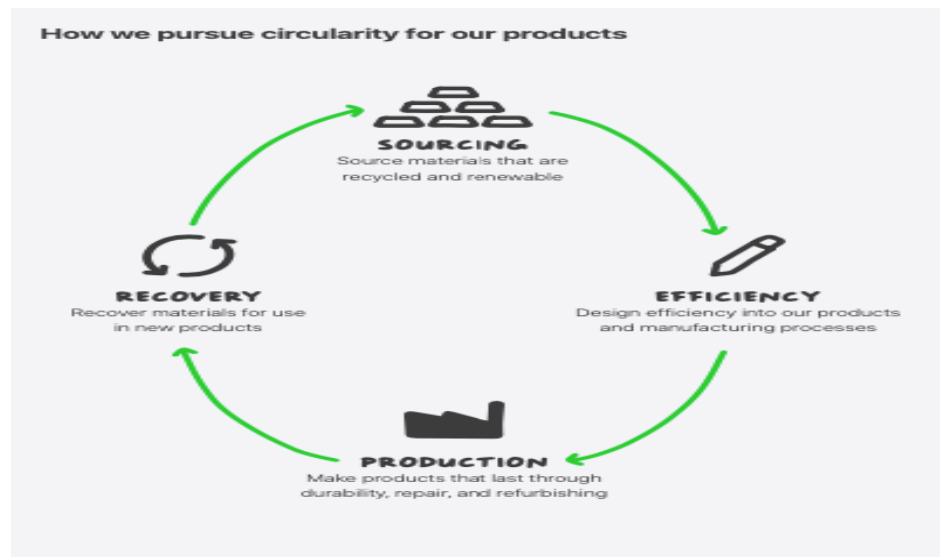 How we pursue circularity for our products
SOURCING
Source materials that are
recycled and renewable
EFFICIENCY
Design efficiency into our products
and manufacturing processes
PRODUCTION
Make products that last through
durability, repair, and refurbishing
RECOVERY
Recover materials for use
in new products